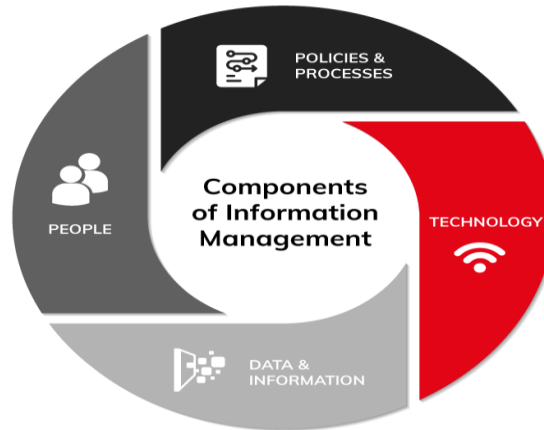 POLICIES &
PROCESSES
Components
of Information
Management
PEOPLE
TECHNOLOGY
DATA &
INFORMATION